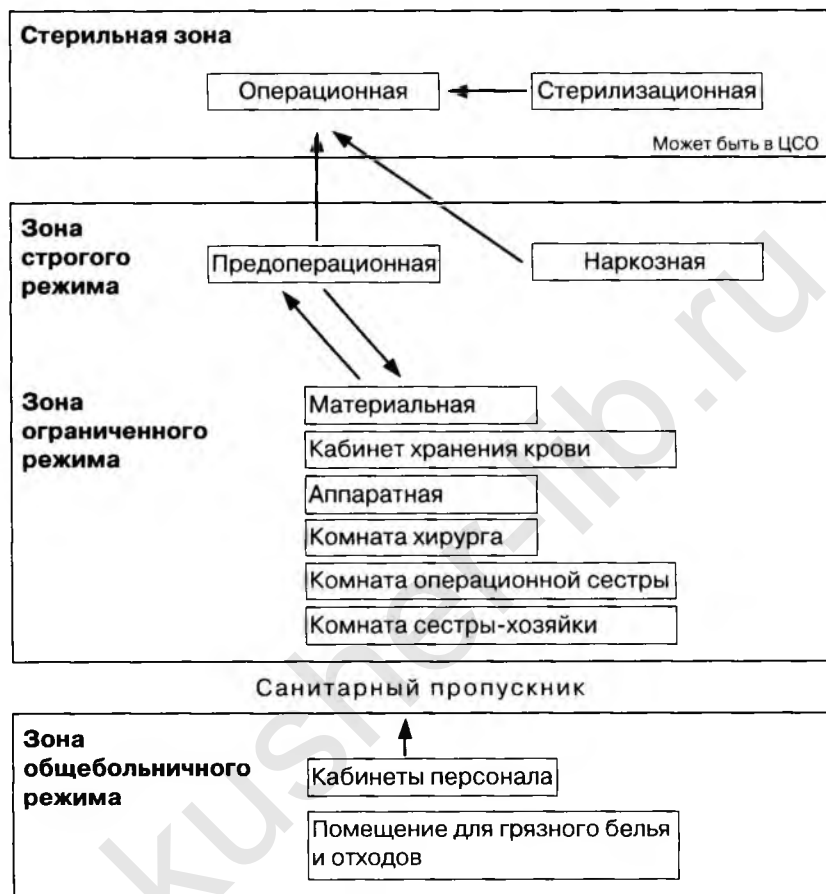 Стерильная зона
Операционная
Стерилизационная
Может быть в ЦСО
Зона
строгого
режима
Предоперационная
Наркозная
Зона
ограниченного
режима
Материальная
Кабинет хранения крови
Аппаратная
Комната хирурга
Комната операционной сестры
Комната сестры-хозяйки
Санитарный пропускник
Зона
общебольничного
режима
Кабинеты персонала
Помещение для грязного белья
и отходов
kusher-lib.ru